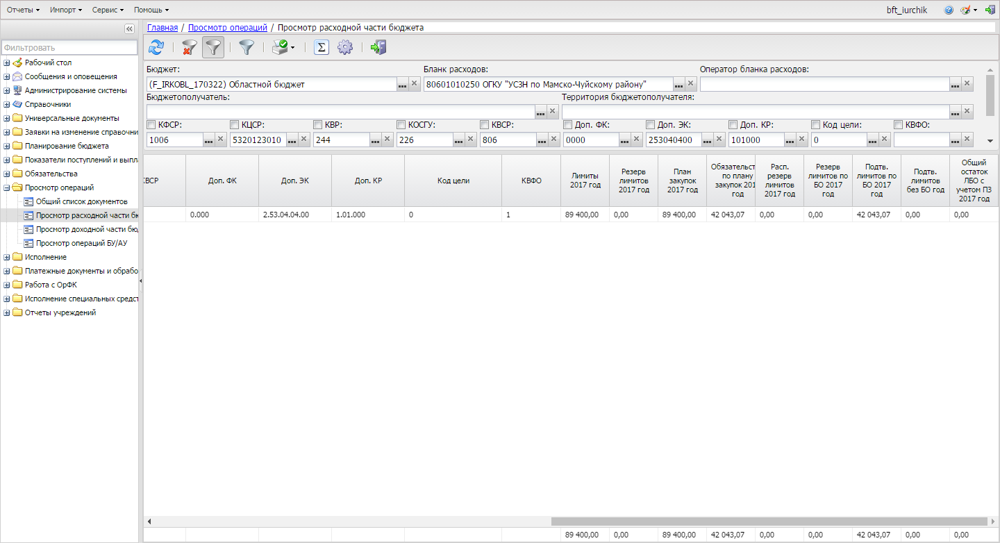 Отчеты Импорт Сервис Помощь bft_iurchik
Главная / Просмотр операций / Просмотр расходной части бюджета
Фильтровать
Рабочий стол
Сообщения и оповещения
Администрирование системы
Справочники
Универсальные документы
Заявки на изменение справочни
Планирование бюджета
Показатели поступлений и выпл
Обязательства
Просмотр операций
Общий список документов
Просмотр расходной части бю
Просмотр доходной части бюд
Просмотр операций БУ/АУ
Исполнение
Платежные документы и обрабо
Работа с ОрФК
Исполнение специальных средст
Отчеты учреждений
Бюджет: Бланк расходов: Оператор бланка расходов:
(F_IRKOBL_170322) Областной бюджет ... 80601010250 ОГКУ "УСЗН по Мамско-Чуйскому району" ... ...
Бюджетополучатель: Территория бюджетополучателя:
... ...
КФСР: КЦСР: КВР: КОСГУ: КВСР: Доп. ФК: Доп. ЭК: Доп. КР: Код цели: КВФО:
1006 ... 5320123010 ... 244 ... 226 ... 806 ... 0000 ... 253040400 ... 101000 ... 0 ... ...
КВСР
Доп. ФК
Доп. ЭК
Доп. КР
Код цели
КВФО
Лимиты
2017 год
Резерв
лимитов
2017 год
План
закупок
2017 год
Обязательст
по плану
закупок 201
год
Расп.
резерв
лимитов
2017 год
Резерв
лимитов по
БО 2017
год
Подтв.
лимитов по
БО 2017
год
Подтв.
лимитов
без БО год
Общий
остаток
ЛБО с
учетом ПЗ
2017 год
0.000 2.53.04.04.00 1.01.000 0 1 89 400,00 0,00 89 400,00 42 043,07 0,00 0,00 42 043,07 0,00 0,00
89 400,00 0,00 89 400,00 42 043,07 0,00 0,00 42 043,07 0,00 0,00